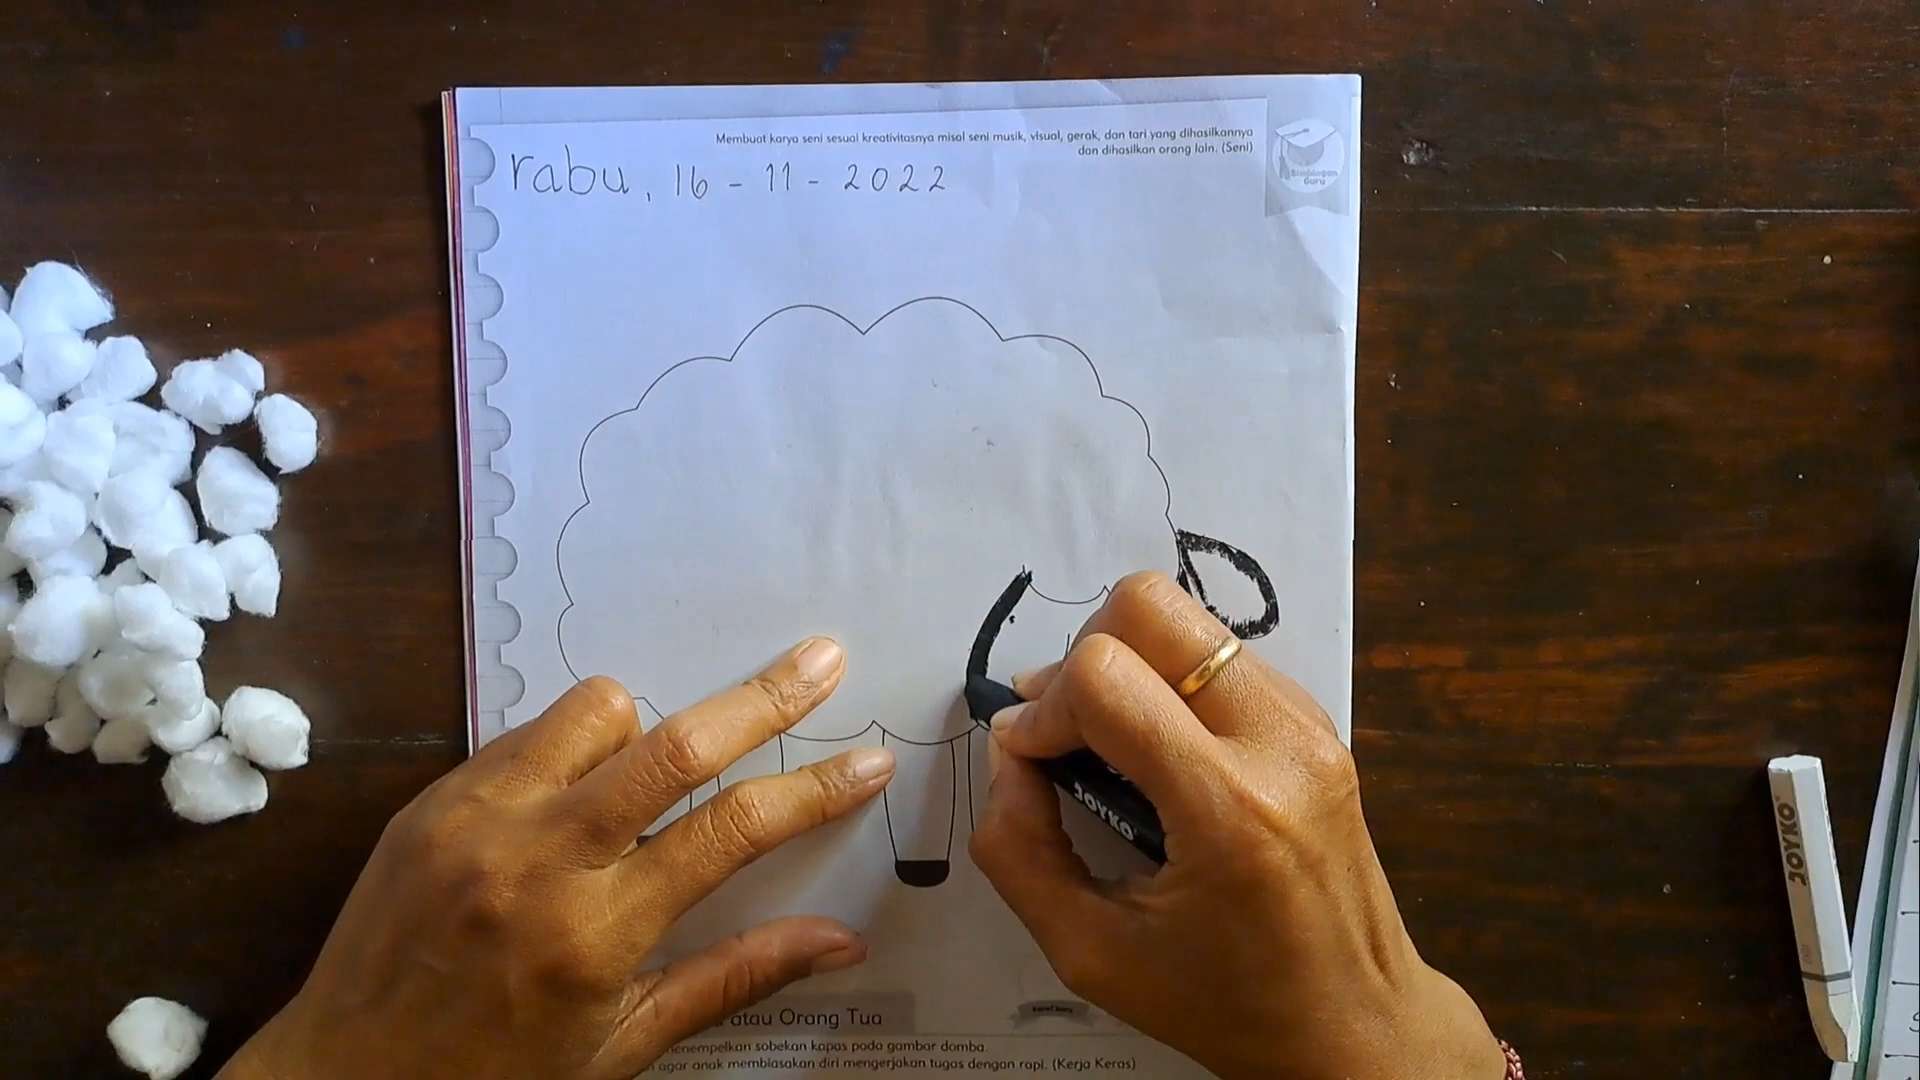 Membuat karya seni sesuai kreativitasnya misal seni musik, visual, gerak, dan tari yang dihasilkannya
dan dihasilkan orang lain. (Seni)
Bimbingan
Guru
rabu, 16 - 11 - 2022
JOYKO
JOYKO
atau Orang Tua
menempelkan sobekan kapas pada gambar domba.
agar anak membiasakan diri mengerjakan tugas dengan rapi. (Kerja Keras)